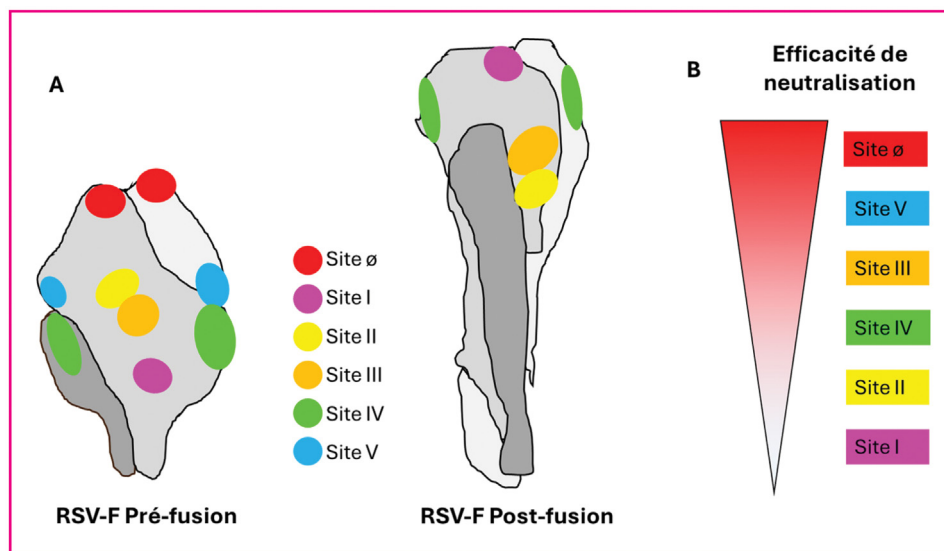 A
RSV-F Pré-fusion
Site ø
Site I
Site II
Site III
Site IV
Site V
RSV-F Post-fusion
B
Efficacité de
neutralisation
Site ø
Site V
Site III
Site IV
Site II
Site I